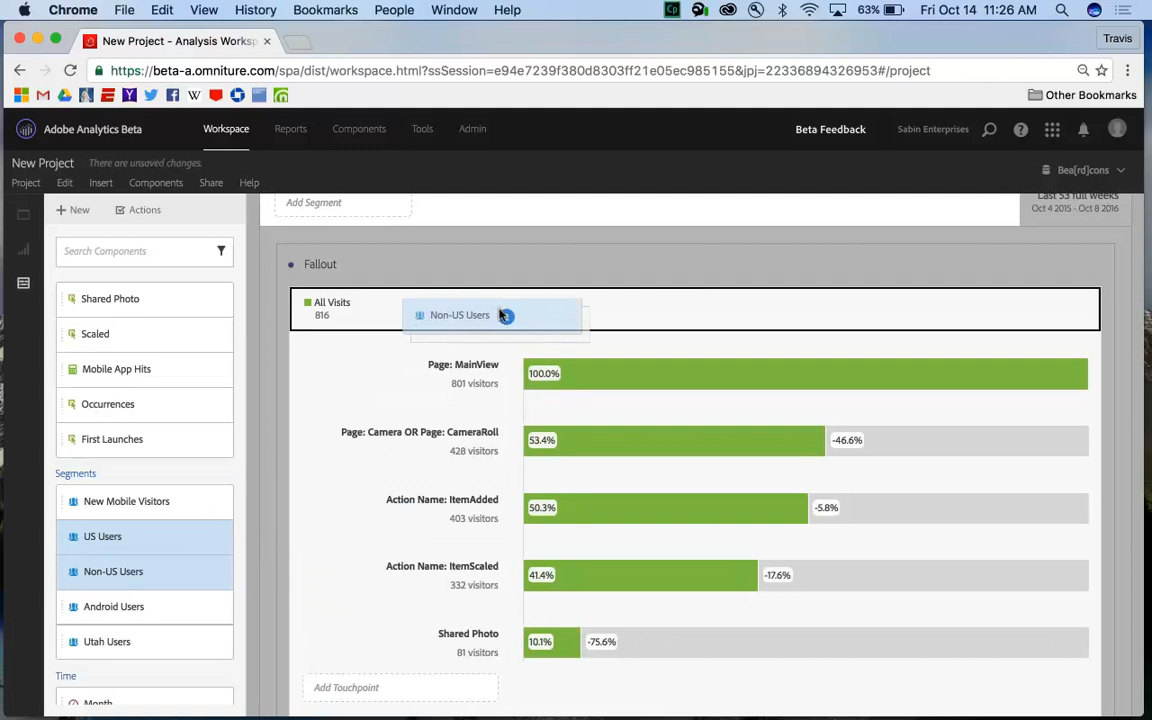 Chrome File Edit View History Bookmarks People Window Help 63% Fri Oct 14 11:26 AM
New Project - Analysis Worksp Travis
https://beta-a.omniture.com/spa/dist/workspace.html?ssSession=e94e7239f380d8303ff21e05ec985155&jpj=22336894326953#/project
Other Bookmarks
Adobe Analytics Beta Workspace Reports Components Tools Admin Beta Feedback Sabin Enterprises
New Project There are unsaved changes.
Project Edit Insert Components Share Help Bea[rd]cons
New Actions
Add Segment
Last 53 full weeks
Oct 4 2015 - Oct 8 2016
Search Components
Shared Photo
Scaled
Mobile App Hits
Occurrences
First Launches
Segments
New Mobile Visitors
US Users
Non-US Users
Android Users
Utah Users
Time
Month
Fallout
All Visits
816
Non-US Users
2
Page: MainView
801 visitors
100.0%
Page: Camera OR Page: CameraRoll
428 visitors
53.4% -46.6%
Action Name: ItemAdded
403 visitors
50.3% -5.8%
Action Name: ItemScaled
332 visitors
41.4% -17.6%
Shared Photo
81 visitors
10.1% -75.6%
Add Touchpoint